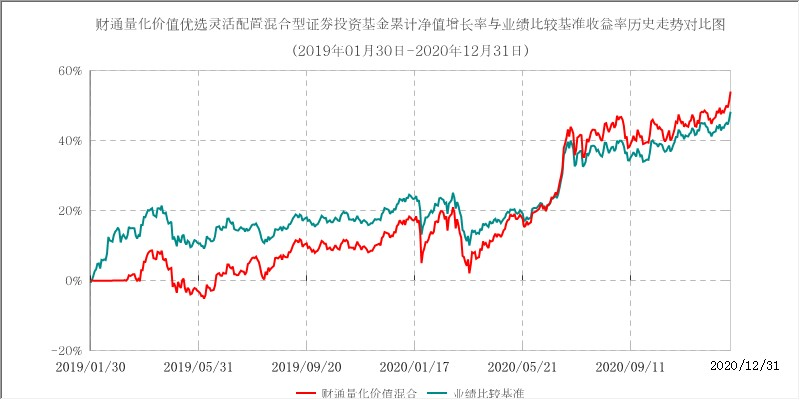 财通量化价值优选灵活配置混合型证券投资基金累计净值增长率与业绩比较基准收益率历史走势对比图
(2019年01月30日-2020年12月31日)
60%
40%
20%
0%
-20%
2019/01/30 2019/05/31 2019/09/20 2020/01/17 2020/05/21 2020/09/11 2020/12/31
财通量化价值混合 业绩比较基准